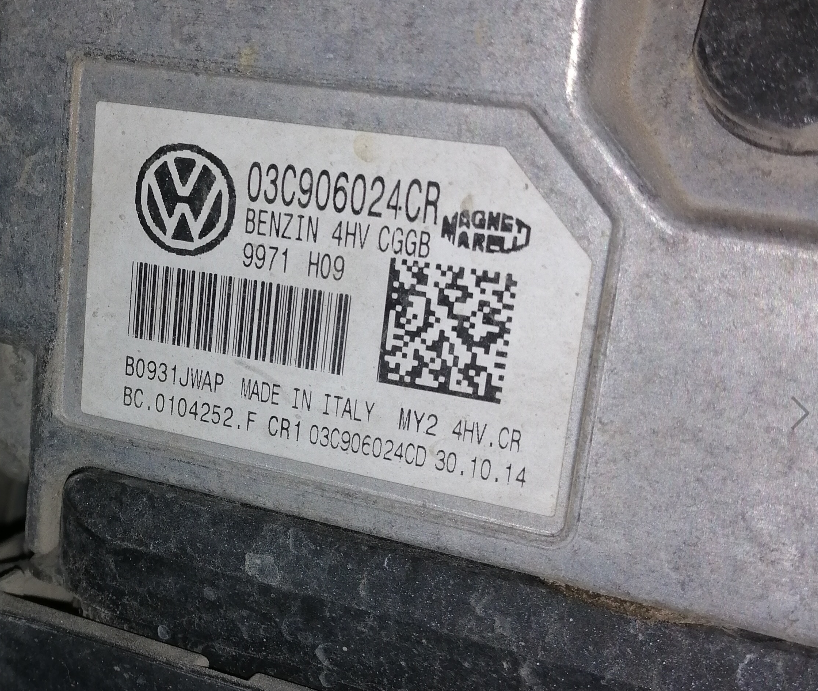 03C906024CR
MAGNETI
MARELLI
BENZIN 4HV CGGB
9971 H09
B0931JWAP MADE IN ITALY MY2 4HV.CR
BC.0104252.F CR1 03C906024CD 30.10.14